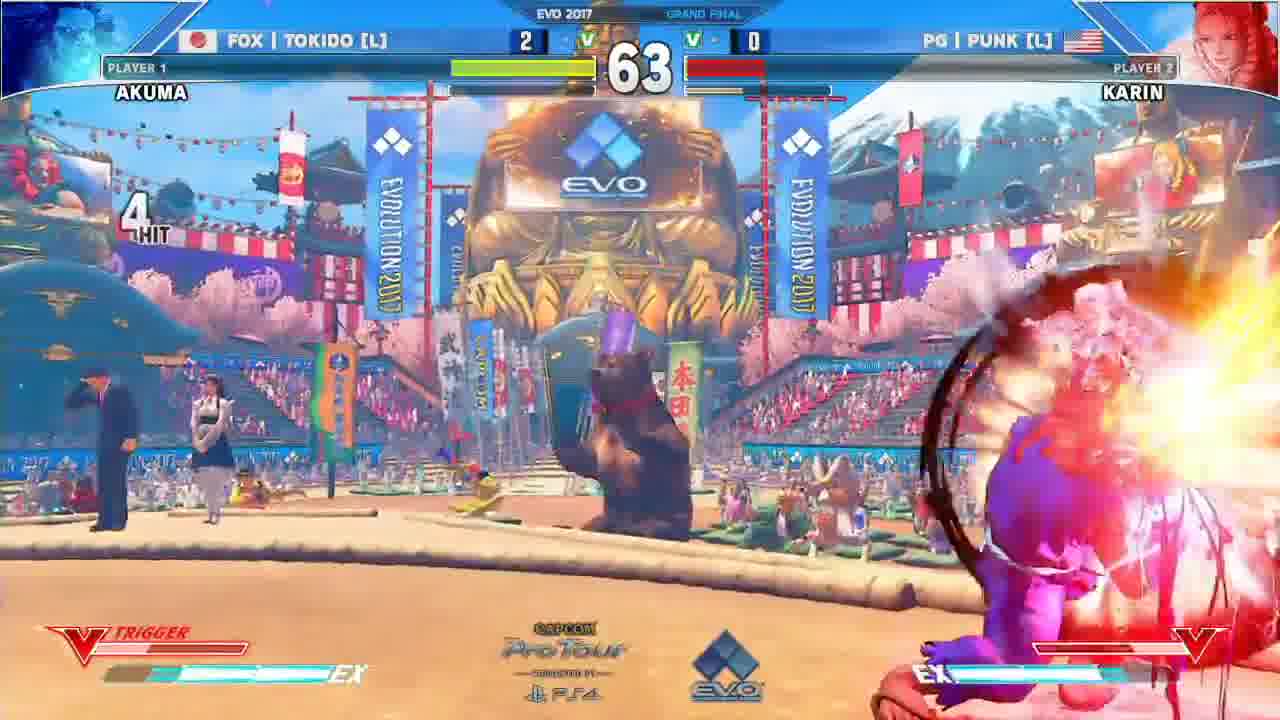 EVO 2017 GRAND FINAL
FOX | TOKIDO [L] 2 V 63 V 0 PG | PUNK [L]
PLAYER 1 PLAYER 2
AKUMA KARIN
EVO
EVOLUTION 2017
EVOLUTION 2017
4 HIT
本田
V TRIGGER V
EX EX
CAPCOM
Pro Tour
PS4
EVO